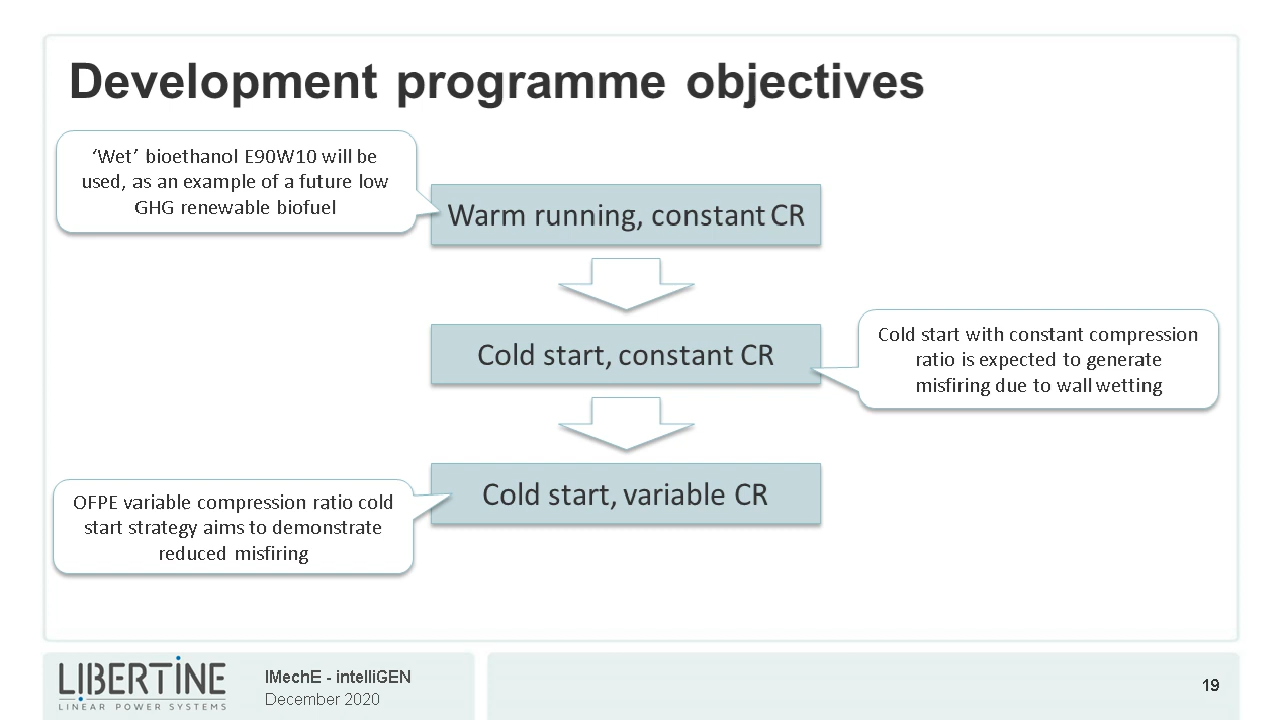 Development programme objectives
‘Wet’ bioethanol E90W10 will be
used, as an example of a future low
GHG renewable biofuel
Warm running, constant CR
Cold start, constant CR
Cold start with constant compression
ratio is expected to generate
misfiring due to wall wetting
Cold start, variable CR
OFPE variable compression ratio cold
start strategy aims to demonstrate
reduced misfiring
LIBERTINE
LINEAR POWER SYSTEMS
IMechE - intelliGEN
December 2020
19